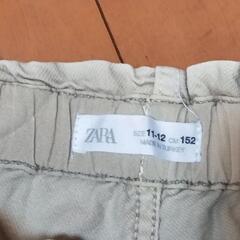 ZARA
SIZE 11-12 CM 152
MADE IN TURKEY